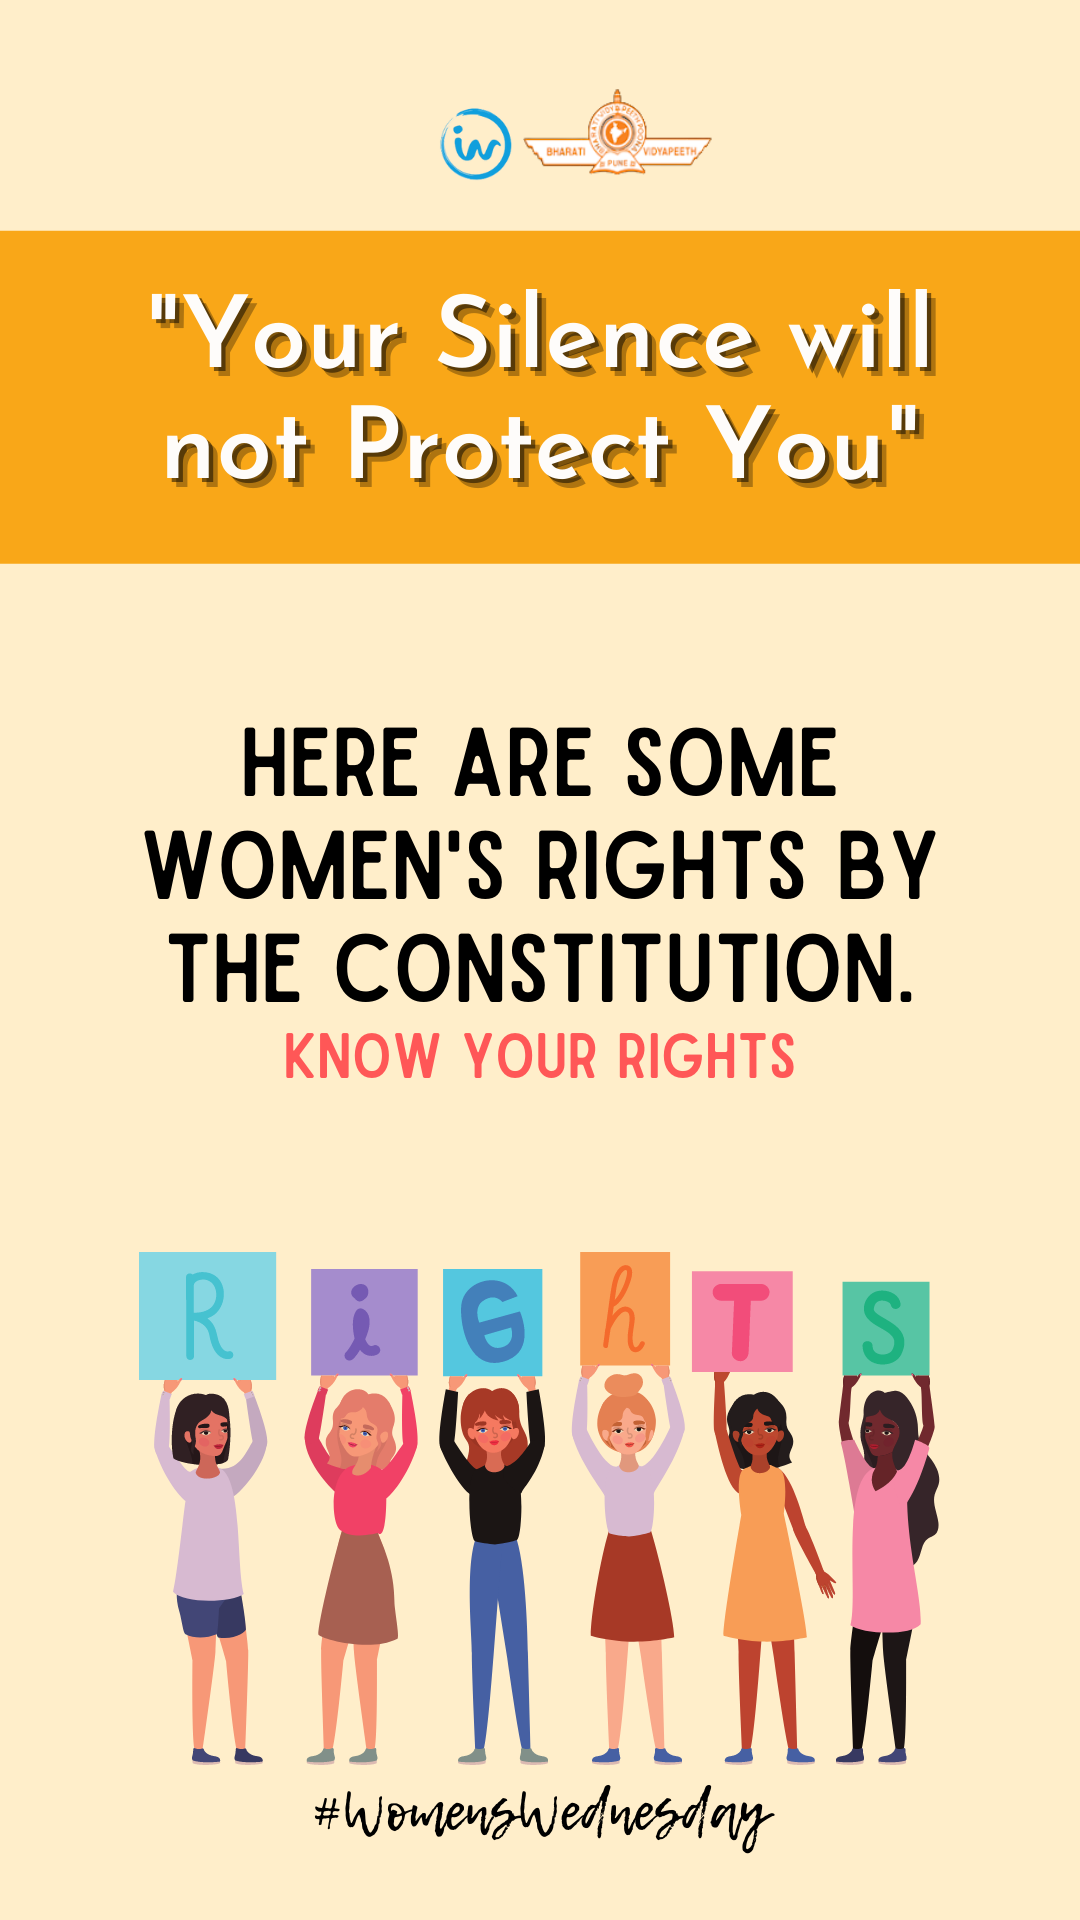 iw
BHARATI VIDYAPEETH
PUNE
"Your Silence will
not Protect You"
HERE ARE SOME
WOMEN'S RIGHTS BY
THE CONSTITUTION.
KNOW YOUR RIGHTS
R i G h T S
#WomensWednesday